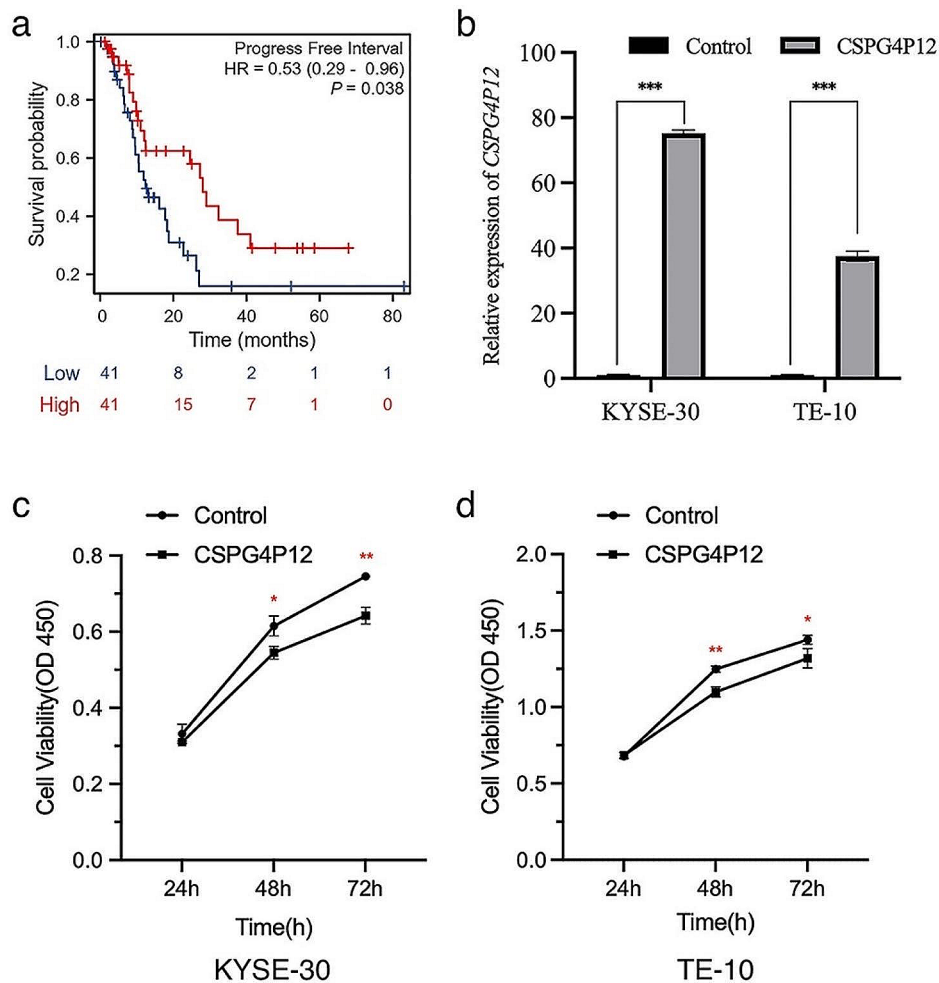 a
Progress Free Interval
HR = 0.53 (0.29 - 0.96)
P = 0.038
Survival probability
1.0
0.8
0.6
0.4
0.2
0 20 40 60 80
Time (months)
Low 41 8 2 1 1
High 41 15 7 1 0
b
Control CSPG4P12
Relative expression of CSPG4P12
100
80
60
40
20
0
*** ***
KYSE-30 TE-10
c
Control
CSPG4P12
Cell Viability(OD 450)
0.8
0.6
0.4
0.2
0.0
* **
24h 48h 72h
Time(h)
KYSE-30
d
Control
CSPG4P12
Cell Viability(OD 450)
2.0
1.5
1.0
0.5
0.0
** *
24h 48h 72h
Time(h)
TE-10